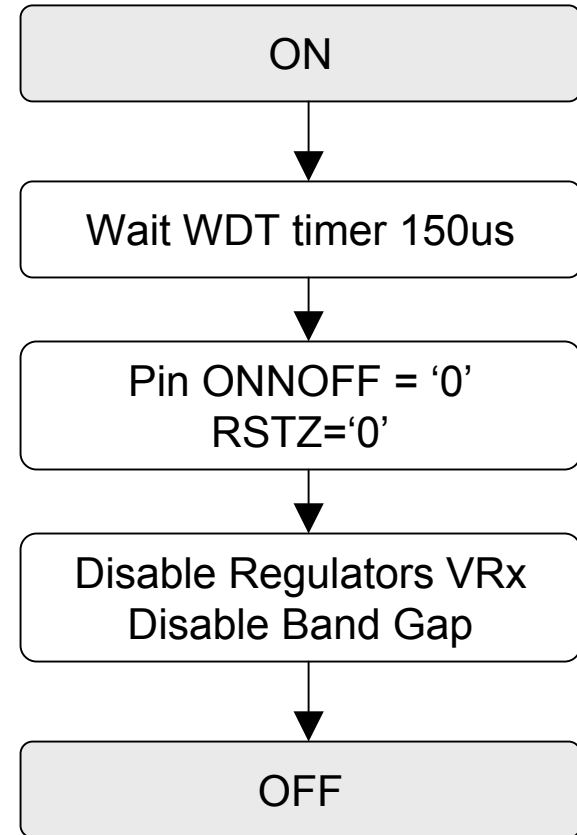 ON
Wait WDT timer 150us
Pin ONNOFF = ‘0’
RSTZ=‘0’
Disable Regulators VRx
Disable Band Gap
OFF